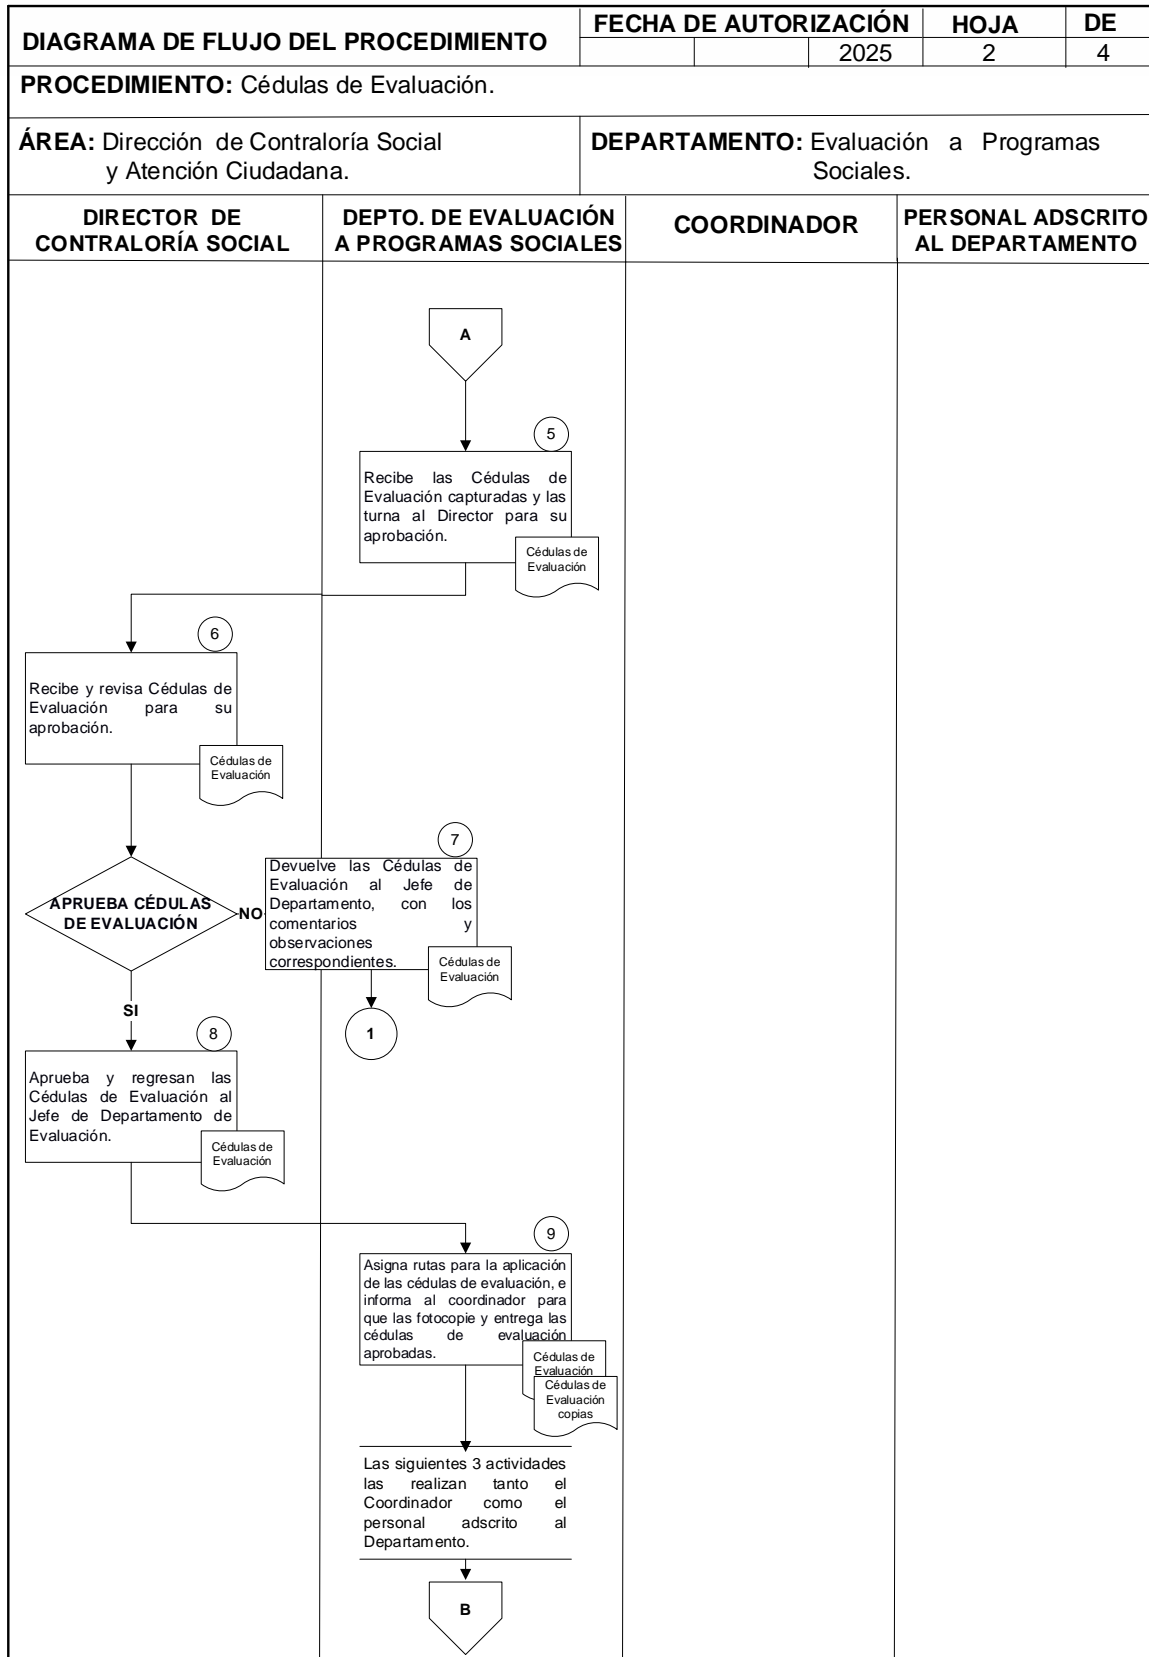 DIAGRAMA DE FLUJO DEL PROCEDIMIENTO
FECHA DE AUTORIZACIÓN
HOJA
DE
2025
2
4
PROCEDIMIENTO: Cédulas de Evaluación.
ÁREA: Dirección de Contraloría Social
y Atención Ciudadana.
DEPARTAMENTO: Evaluación a Programas
Sociales.
DIRECTOR DE
CONTRALORÍA SOCIAL
DEPTO. DE EVALUACIÓN
A PROGRAMAS SOCIALES
COORDINADOR
PERSONAL ADSCRITO
AL DEPARTAMENTO
A
5
Recibe las Cédulas de
Evaluación capturadas y las
turna al Director para su
aprobación.
Cédulas de
Evaluación
6
Recibe y revisa Cédulas de
Evaluación para su
aprobación.
Cédulas de
Evaluación
APRUEBA CÉDULAS
DE EVALUACIÓN
NO
7
Devuelve las Cédulas de
Evaluación al Jefe de
Departamento, con los
comentarios y
observaciones
correspondientes.
Cédulas de
Evaluación
1
SI
8
Aprueba y regresan las
Cédulas de Evaluación al
Jefe de Departamento de
Evaluación.
Cédulas de
Evaluación
9
Asigna rutas para la aplicación
de las cédulas de evaluación, e
informa al coordinador para
que las fotocopie y entrega las
cédulas de evaluación
aprobadas.
Cédulas de
Evaluación
Cédulas de
Evaluación
copias
Las siguientes 3 actividades
las realizan tanto el
Coordinador como el
personal adscrito al
Departamento.
B